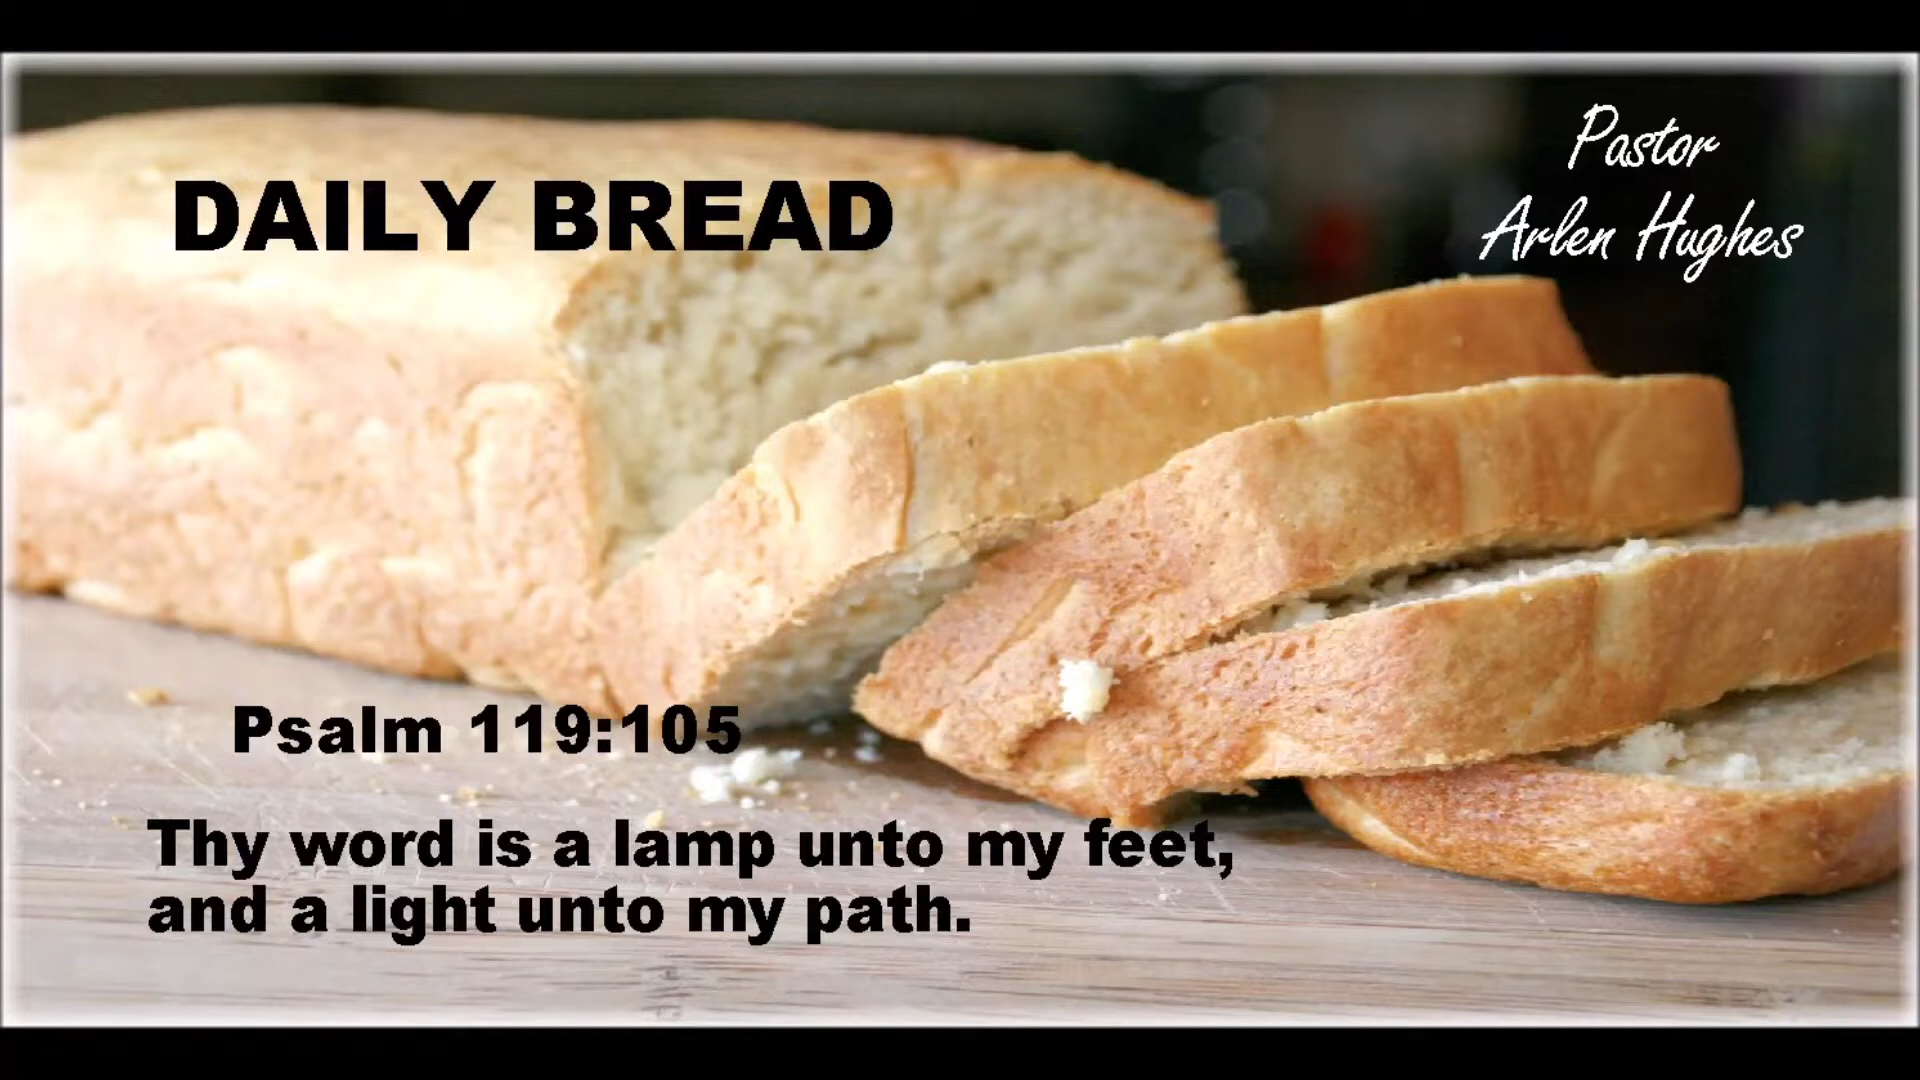 DAILY BREAD
Pastor
Arlen Hughes
Psalm 119:105
Thy word is a lamp unto my feet,
and a light unto my path.